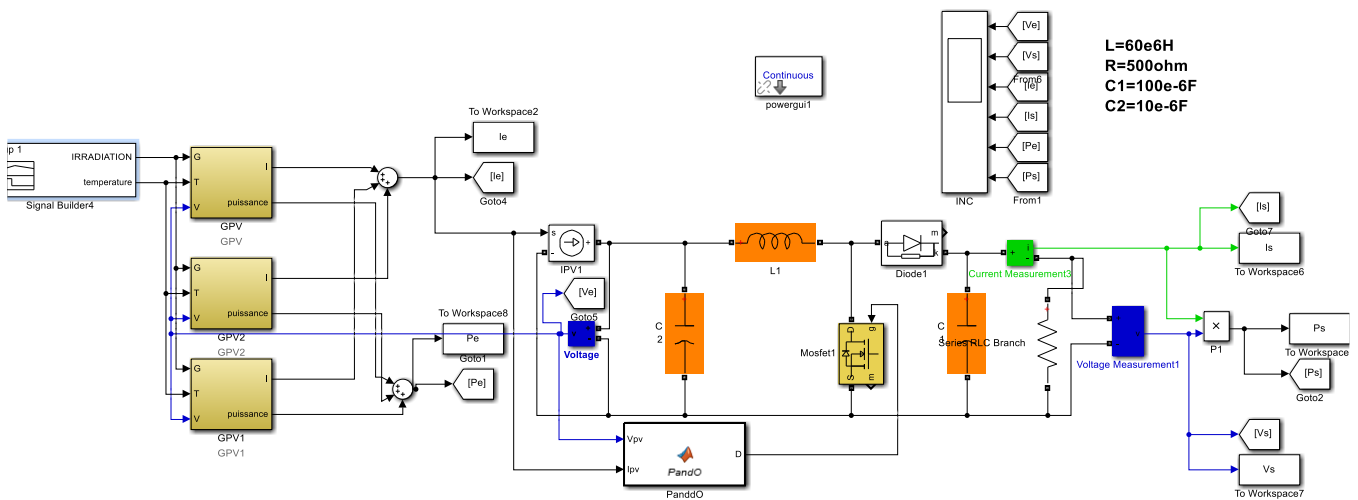 L=60e6H
R=500ohm
C1=100e-6F
C2=10e-6F
Continuous
powergui1
[Ve]
[Vs]
From6
[Ie]
[Is]
[Pe]
[Ps]
INC
From1
To Workspace2
Ie
[Ie]
Goto4
up 1
IRRADIATION
temperature
Signal Builder4
G
T
V
I
puissance
GPV
GPV
G
T
V
I
puissance
GPV2
GPV2
G
T
V
I
puissance
GPV1
GPV1
To Workspace8
Pe
Goto1
[Pe]
s
+
-
IPV1
[Ve]
Goto5
Voltage
+
L1
C
2
a
m
k
Diode1
D
g
S
m
Mosfet1
C
Series RLC Branch
+
i
-
Current Measurement3
[Is]
Goto7
Is
To Workspace6
Voltage Measurement1
×
P1
Ps
To Workspace
[Ps]
Goto2
[Vs]
Vs
To Workspace7
Vpv
Ipv
D
PandO
PanddO